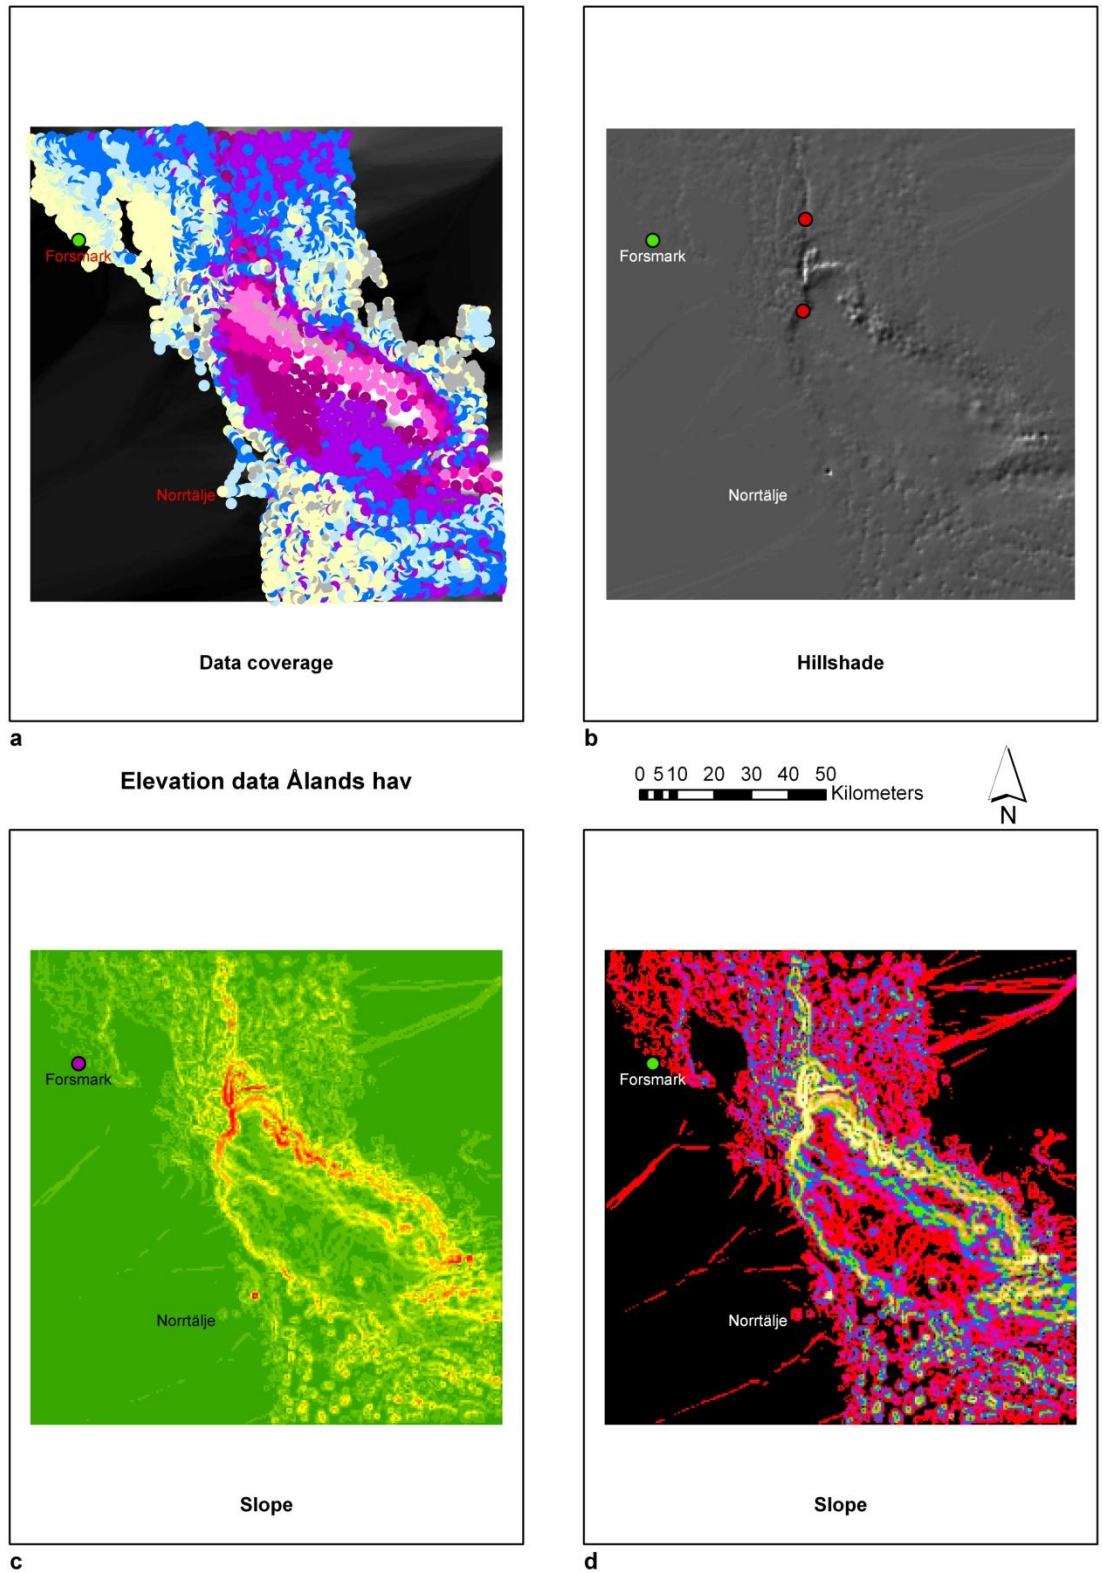 Forsmark
Norrtälje
Data coverage
a
Forsmark
Norrtälje
Hillshade
b
Elevation data Ålands hav
0 5 10 20 30 40 50
Kilometers
N
Forsmark
Norrtälje
Slope
c
Forsmark
Norrtälje
Slope
d